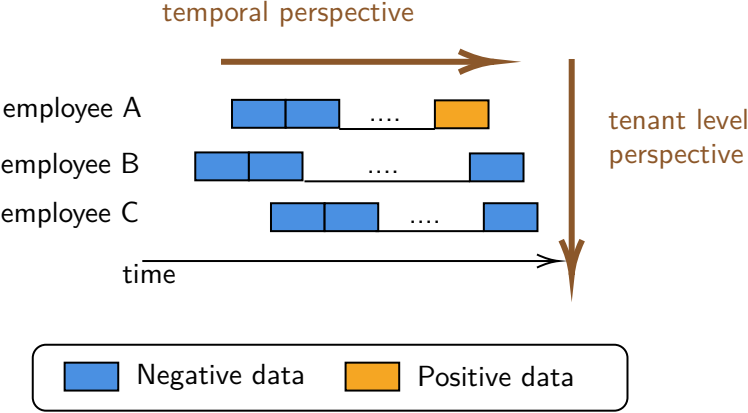 temporal perspective
employee A
....
tenant level
perspective
employee B
....
employee C
....
time
Negative data
Positive data